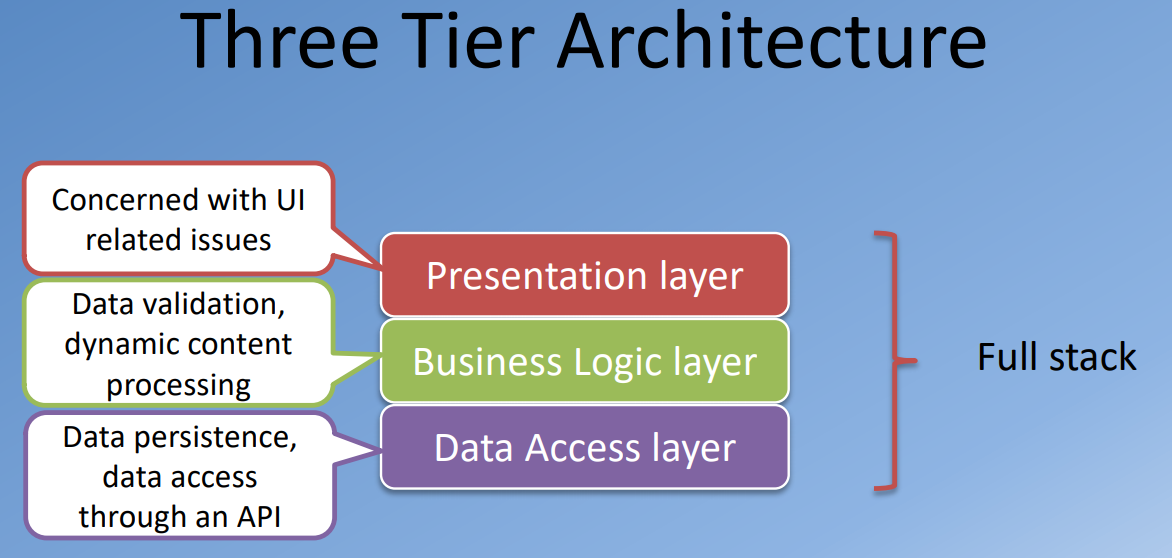 Three Tier Architecture
Concerned with UI
related issues
Presentation layer
Data validation,
dynamic content
processing
Business Logic layer
Data persistence,
data access
through an API
Data Access layer
Full stack